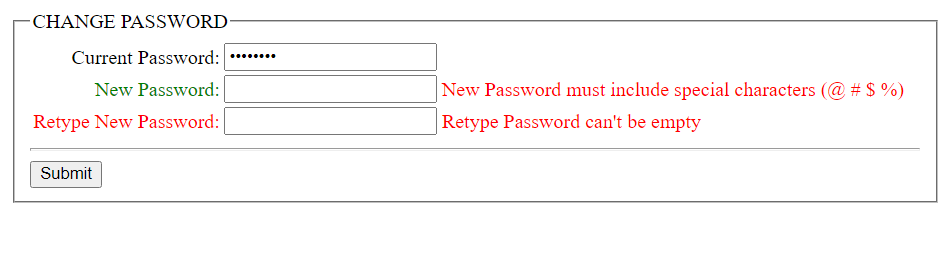 CHANGE PASSWORD
Current Password: ••••••••
New Password: New Password must include special characters (@ # $ %)
Retype New Password: Retype Password can't be empty
Submit